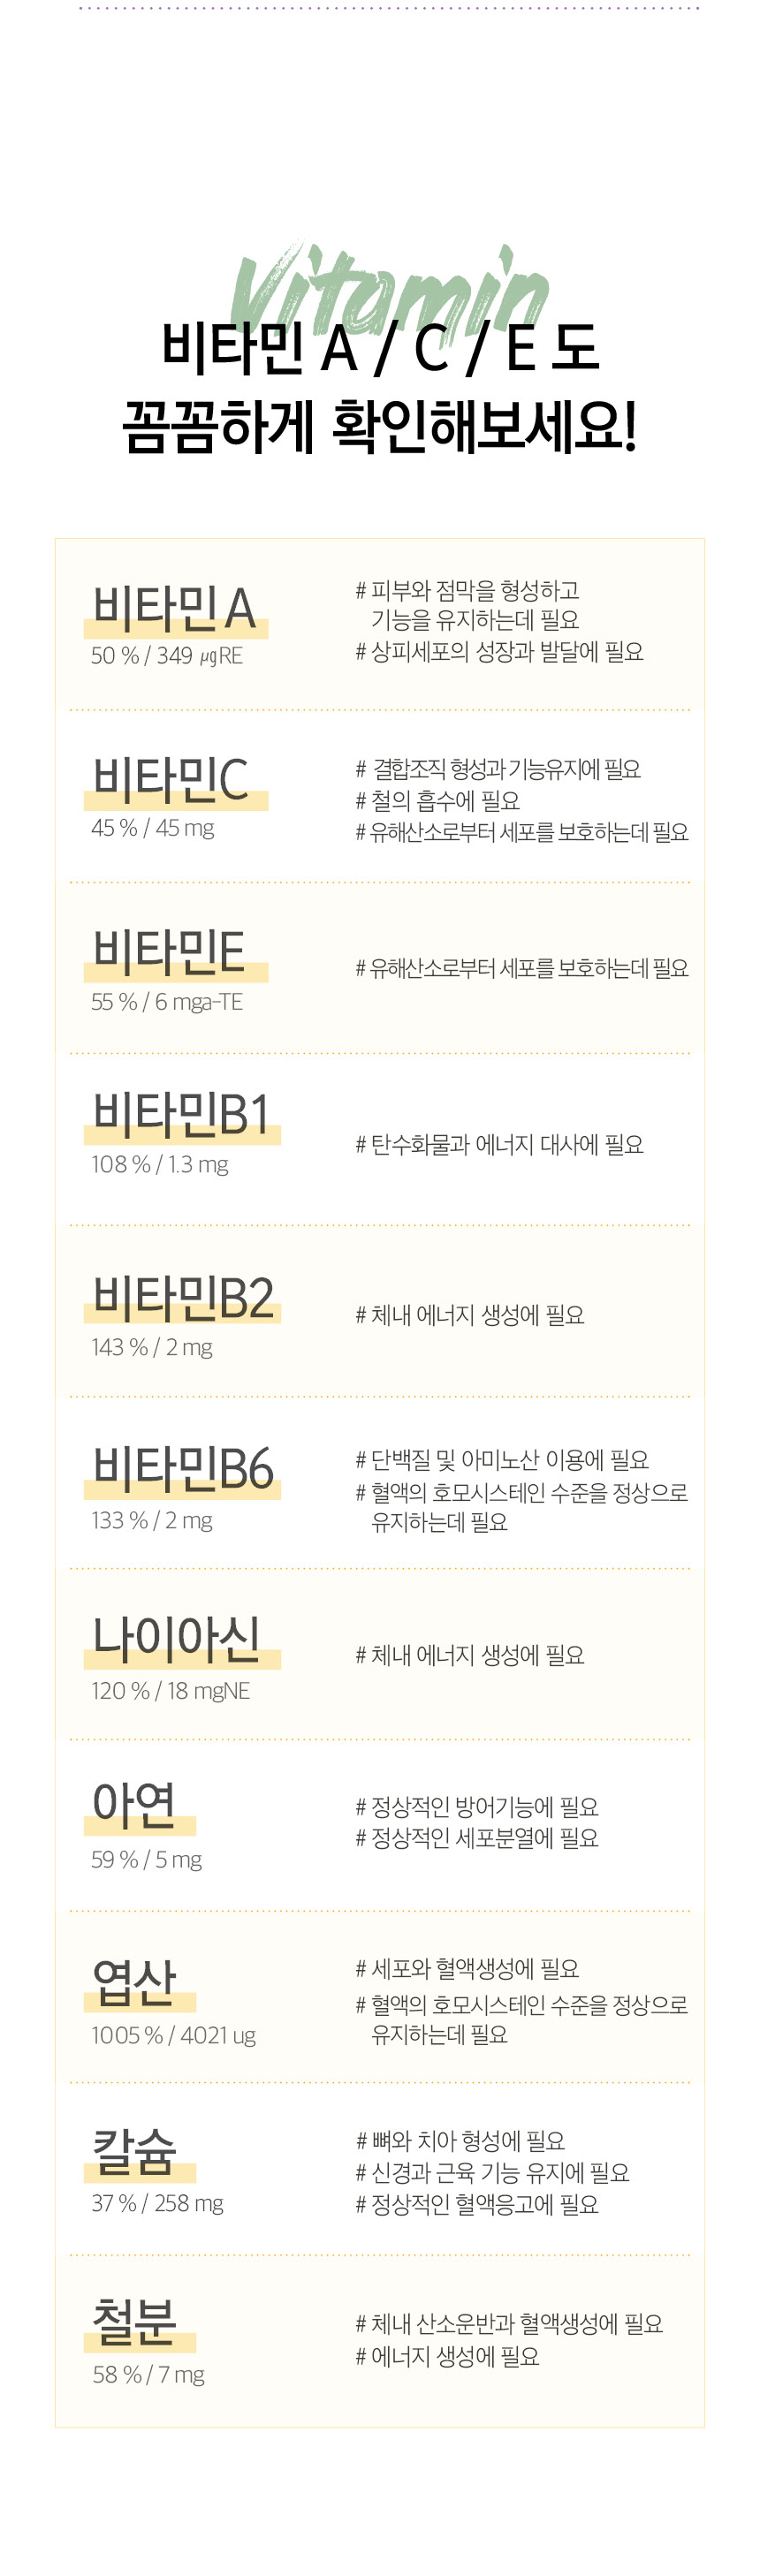 Vitamin
비타민 A / C / E 도
꼼꼼하게 확인해보세요!
비타민 A
50 % / 349 ㎍RE
# 피부와 점막을 형성하고
기능을 유지하는데 필요
# 상피세포의 성장과 발달에 필요
비타민C
45 % / 45 mg
# 결합조직 형성과 기능유지에 필요
# 철의 흡수에 필요
# 유해산소로부터 세포를 보호하는데 필요
비타민E
55 % / 6 mga-TE
# 유해산소로부터 세포를 보호하는데 필요
비타민B1
108 % / 1.3 mg
# 탄수화물과 에너지 대사에 필요
비타민B2
143 % / 2 mg
# 체내 에너지 생성에 필요
비타민B6
133 % / 2 mg
# 단백질 및 아미노산 이용에 필요
# 혈액의 호모시스테인 수준을 정상으로
유지하는데 필요
나이아신
120 % / 18 mgNE
# 체내 에너지 생성에 필요
아연
59 % / 5 mg
# 정상적인 방어기능에 필요
# 정상적인 세포분열에 필요
엽산
1005 % / 4021 ug
# 세포와 혈액생성에 필요
# 혈액의 호모시스테인 수준을 정상으로
유지하는데 필요
칼슘
37 % / 258 mg
# 뼈와 치아 형성에 필요
# 신경과 근육 기능 유지에 필요
# 정상적인 혈액응고에 필요
철분
58 % / 7 mg
# 체내 산소운반과 혈액생성에 필요
# 에너지 생성에 필요